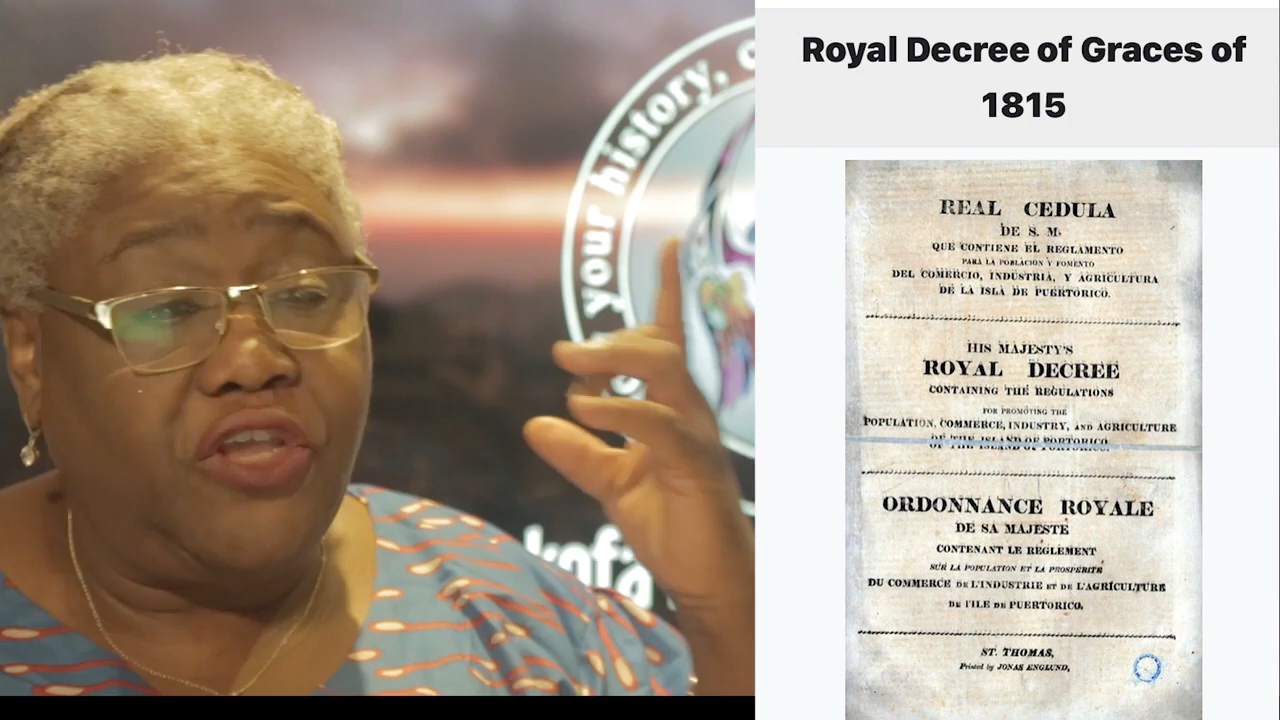 your history,
kofa
Royal Decree of Graces of
1815
REAL CEDULA
DE S. M.
QUE CONTIENE EL REGLAMENTO
PARA LA POBLACION Y FOMENTO
DEL COMERCIO, INDUSTRIA, Y AGRICULTURA
DE LA ISLA DE PUERTORICO.
HIS MAJESTY'S
ROYAL DECREE
CONTAINING THE REGULATIONS
FOR PROMOTING THE
POPULATION, COMMERCE, INDUSTRY, AND AGRICULTURE
OF THE ISLAND OF PORTORICO.
ORDONNANCE ROYALE
DE SA MAJESTÉ
CONTENANT LE REGLEMENT
SUR LA POPULATION ET LA PROSPÉRITÉ
DU COMMERCE DE L'INDUSTRIE ET DE L'AGRICULTURE
DE l'ILE DE PUERTORICO.
ST. THOMAS,
Printed by JONAS ENGLUND,